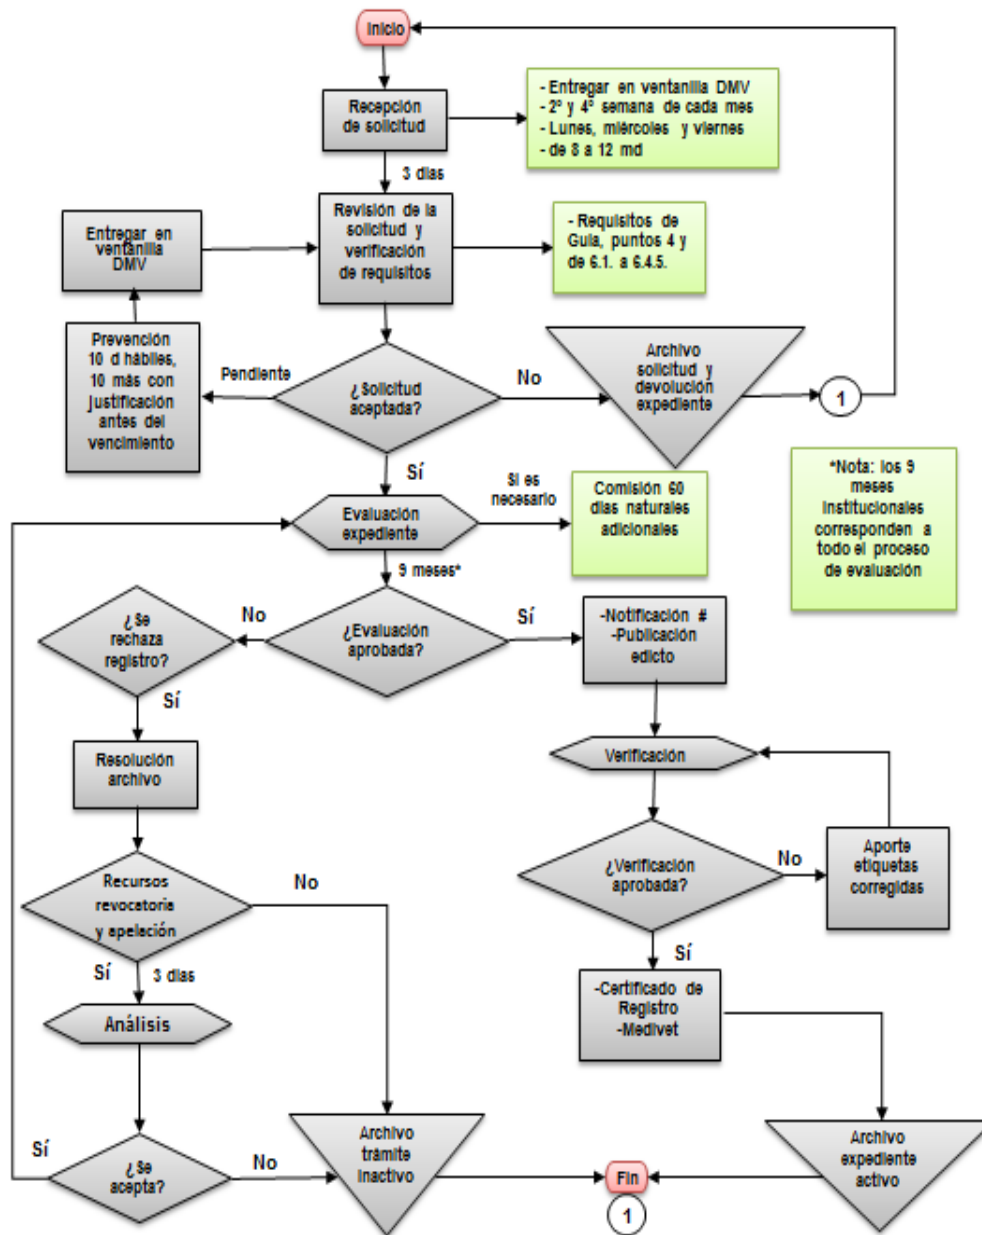 Inicio
Recepción
de solicitud
- Entregar en ventanilla DMV
- 2º y 4º semana de cada mes
- Lunes, miércoles y viernes
- de 8 a 12 md
3 días
Entregar en
ventanilla
DMV
Revisión de la
solicitud y
verificación
de requisitos
- Requisitos de
Guía, puntos 4 y
de 6.1. a 6.4.5.
Prevención
10 d hábiles,
10 más con
justificación
antes del
vencimiento
Pendiente
¿Solicitud
aceptada?
No
Archivo
solicitud y
devolución
expediente
1
Sí
Evaluación
expediente
Si es
necesario
Comisión 60
días naturales
adicionales
*Nota: los 9
meses
institucionales
corresponden a
todo el proceso
de evaluación
9 meses*
¿Se
rechaza
registro?
No
¿Evaluación
aprobada?
Sí
-Notificación #
-Publicación
edicto
Sí
Resolución
archivo
Verificación
Recursos
revocatoria
y apelación
No
¿Verificación
aprobada?
No
Aporte
etiquetas
corregidas
Sí
3 días
Sí
Análisis
-Certificado de
Registro
-Medivet
Sí
¿Se
acepta?
No
Archivo
trámite
inactivo
Fin
1
Archivo
expediente
activo